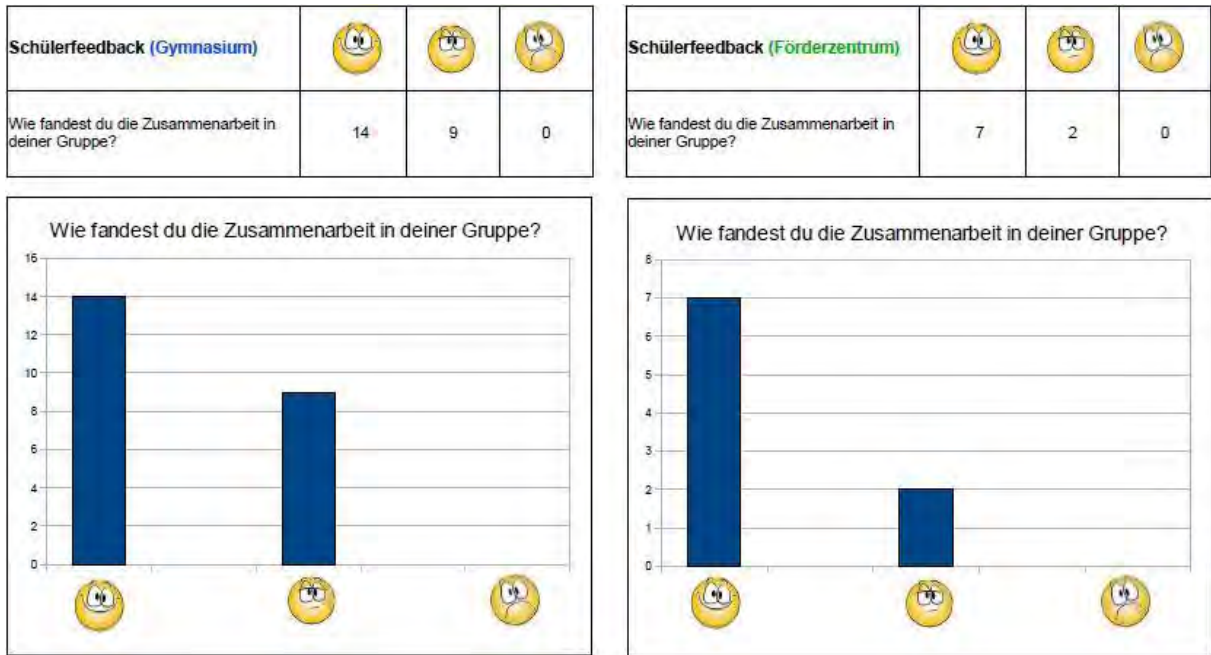 Schülerfeedback (Gymnasium)
Wie fandest du die Zusammenarbeit in
deiner Gruppe?
14 9 0
Schülerfeedback (Förderzentrum)
Wie fandest du die Zusammenarbeit in
deiner Gruppe?
7 2 0
Wie fandest du die Zusammenarbeit in deiner Gruppe?
16
14
12
10
8
6
4
2
0
Wie fandest du die Zusammenarbeit in deiner Gruppe?
8
7
6
5
4
3
2
1
0